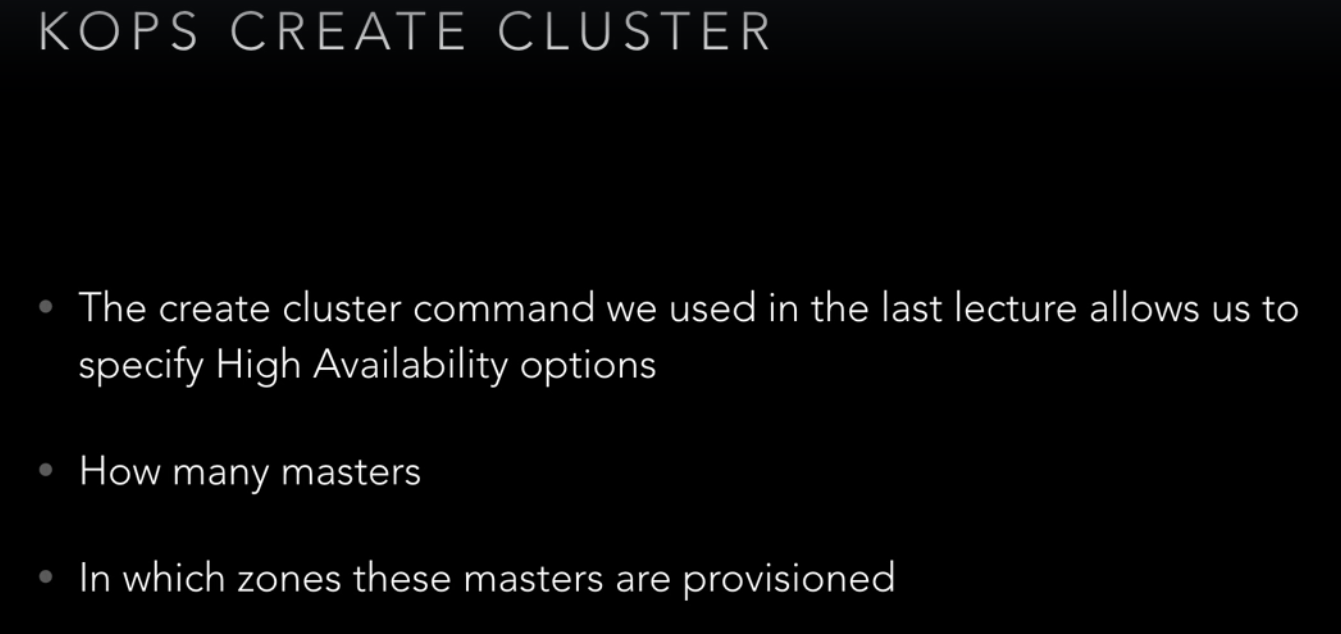 KOPS CREATE CLUSTER
• The create cluster command we used in the last lecture allows us to
specify High Availability options
• How many masters
• In which zones these masters are provisioned